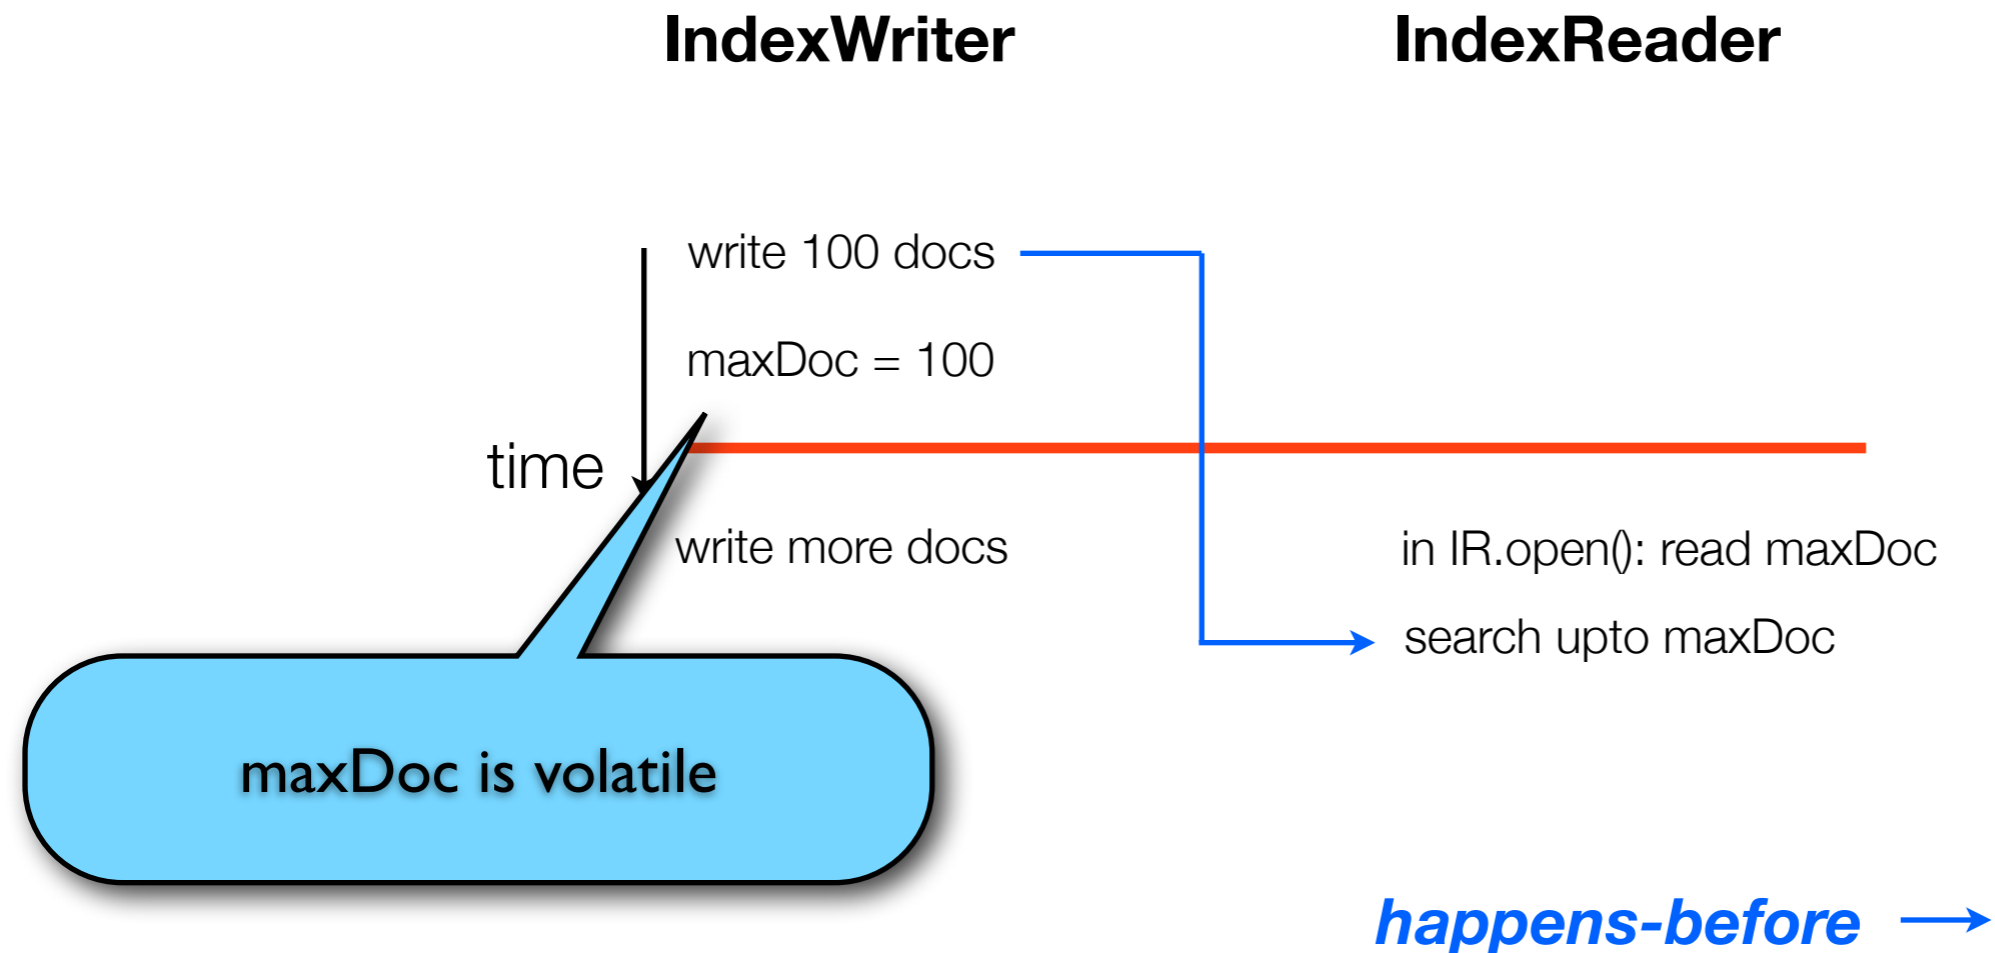 IndexWriter
IndexReader
write 100 docs
maxDoc = 100
time
write more docs
in IR.open(): read maxDoc
search upto maxDoc
maxDoc is volatile
happens-before